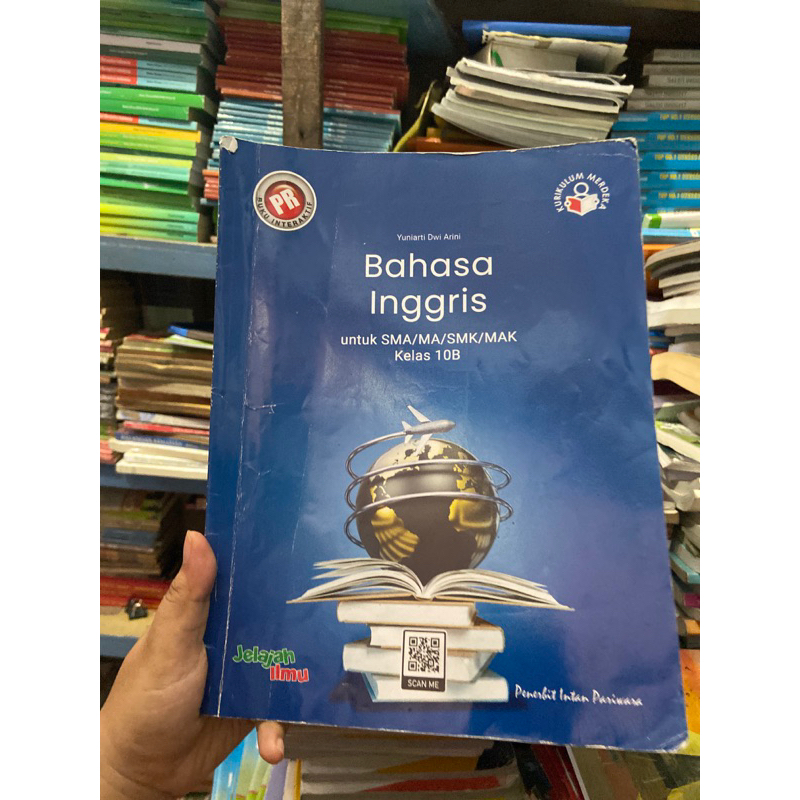 PR
BUKU INTERAKTIF
KURIKULUM MERDEKA
Yuniarti Dwi Arini
Bahasa
Inggris
untuk SMA/MA/SMK/MAK
Kelas 10B
Jelajah
Ilmu
SCAN ME
Penerbit Intan Pariwara